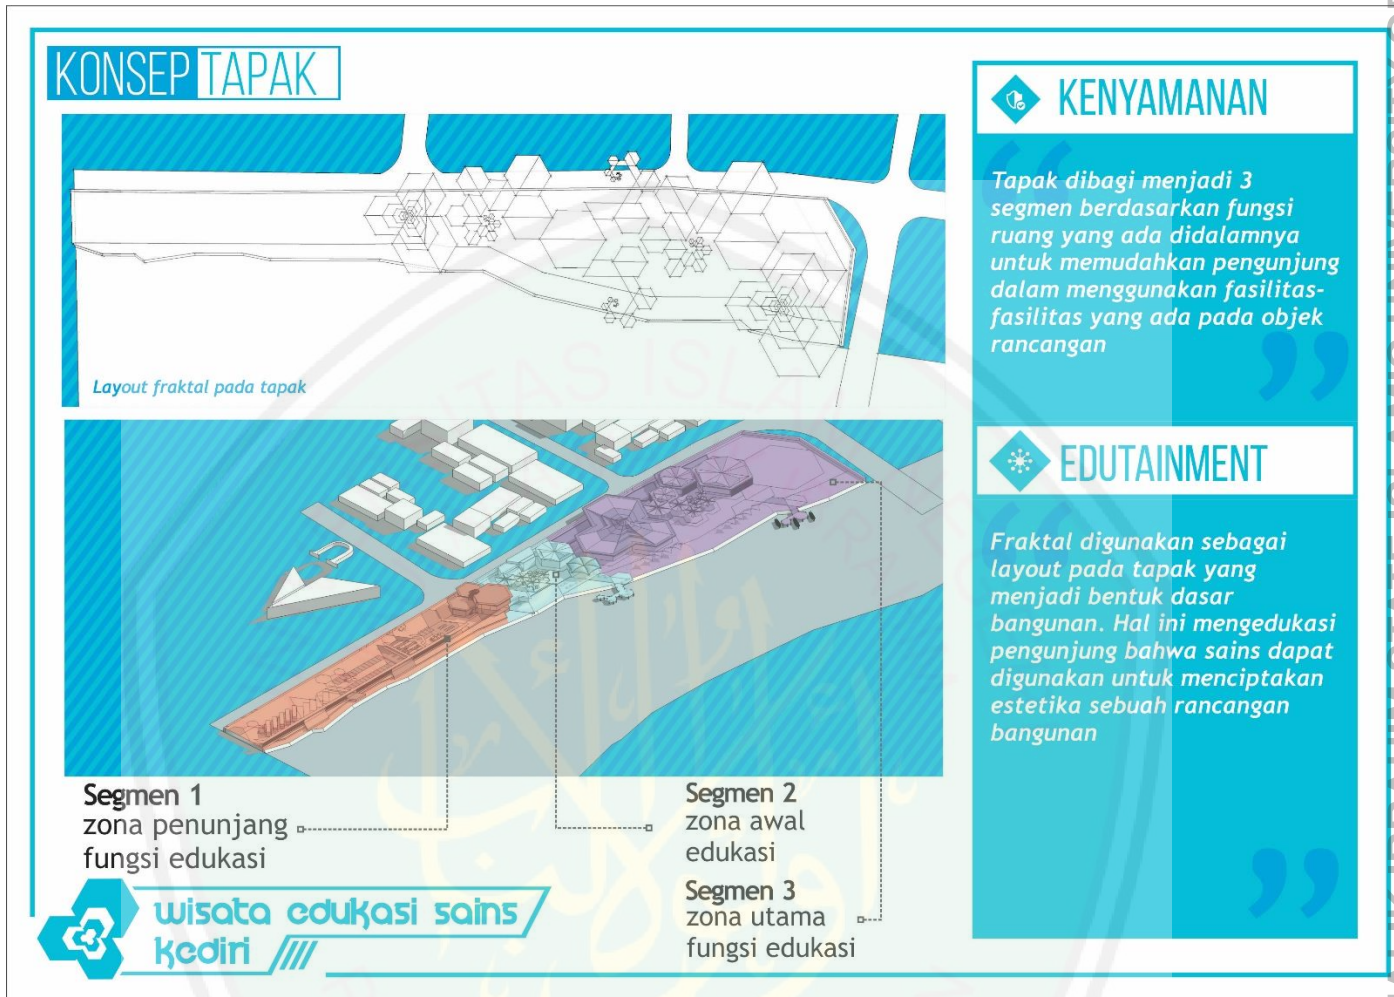 KONSEP TAPAK
Layout fraktal pada tapak
Segmen 1
zona penunjang
fungsi edukasi
Segmen 2
zona awal
edukasi
Segmen 3
zona utama
fungsi edukasi
wisata edukasi sains
kediri ////
KENYAMANAN
“
Tapak dibagi menjadi 3
segmen berdasarkan fungsi
ruang yang ada didalamnya
untuk memudahkan pengunjung
dalam menggunakan fasilitas-
fasilitas yang ada pada objek
rancangan
”
EDUTAINMENT
“
Fraktal digunakan sebagai
layout pada tapak yang
menjadi bentuk dasar
bangunan. Hal ini mengedukasi
pengunjung bahwa sains dapat
digunakan untuk menciptakan
estetika sebuah rancangan
bangunan
”